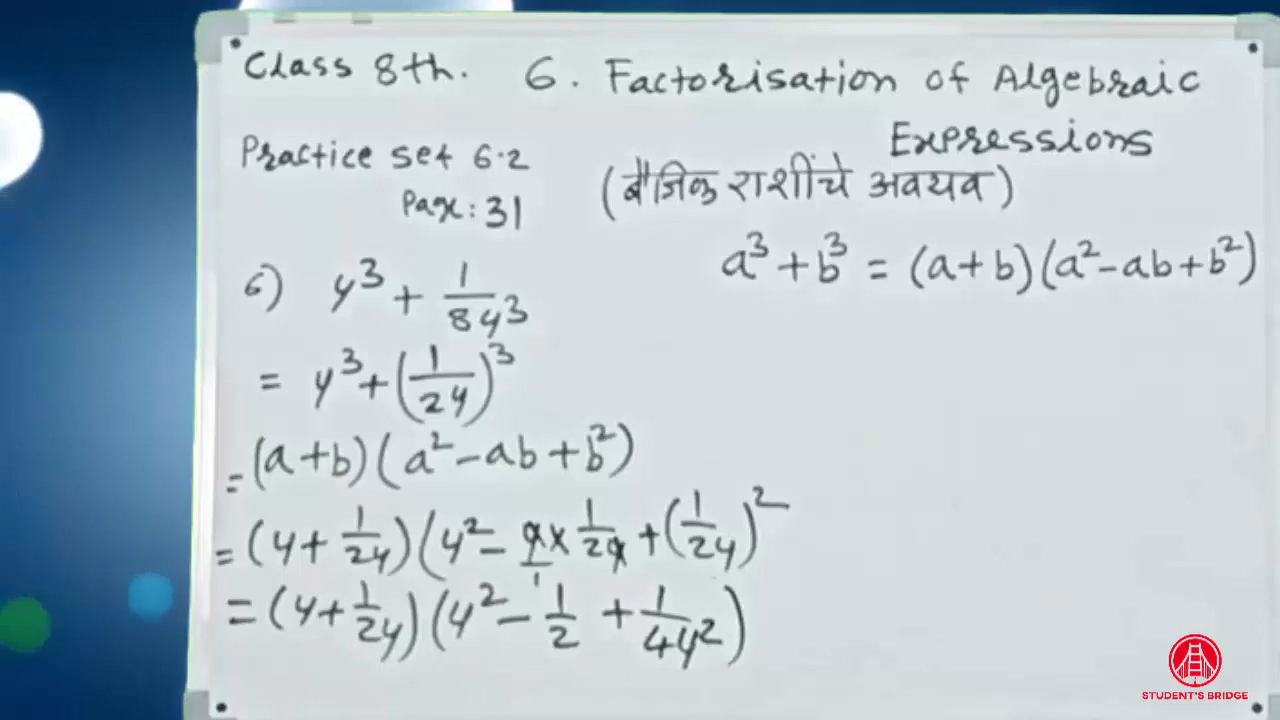 Class 8th. 6. Factorisation of Algebraic
Expressions
Practice set 6.2
(बैजिक राशींचे अवयव)
Page: 31
a³ + b³ = (a+b)(a²-ab+b²)
6) y³ + 1/8y³
= y³ + (1/2y)³
= (a+b)(a²-ab+b²)
= (y + 1/2y)(y² - y × 1/2y + (1/2y)²
= (y + 1/2y)(y² - 1/2 + 1/4y²)
STUDENT'S BRIDGE